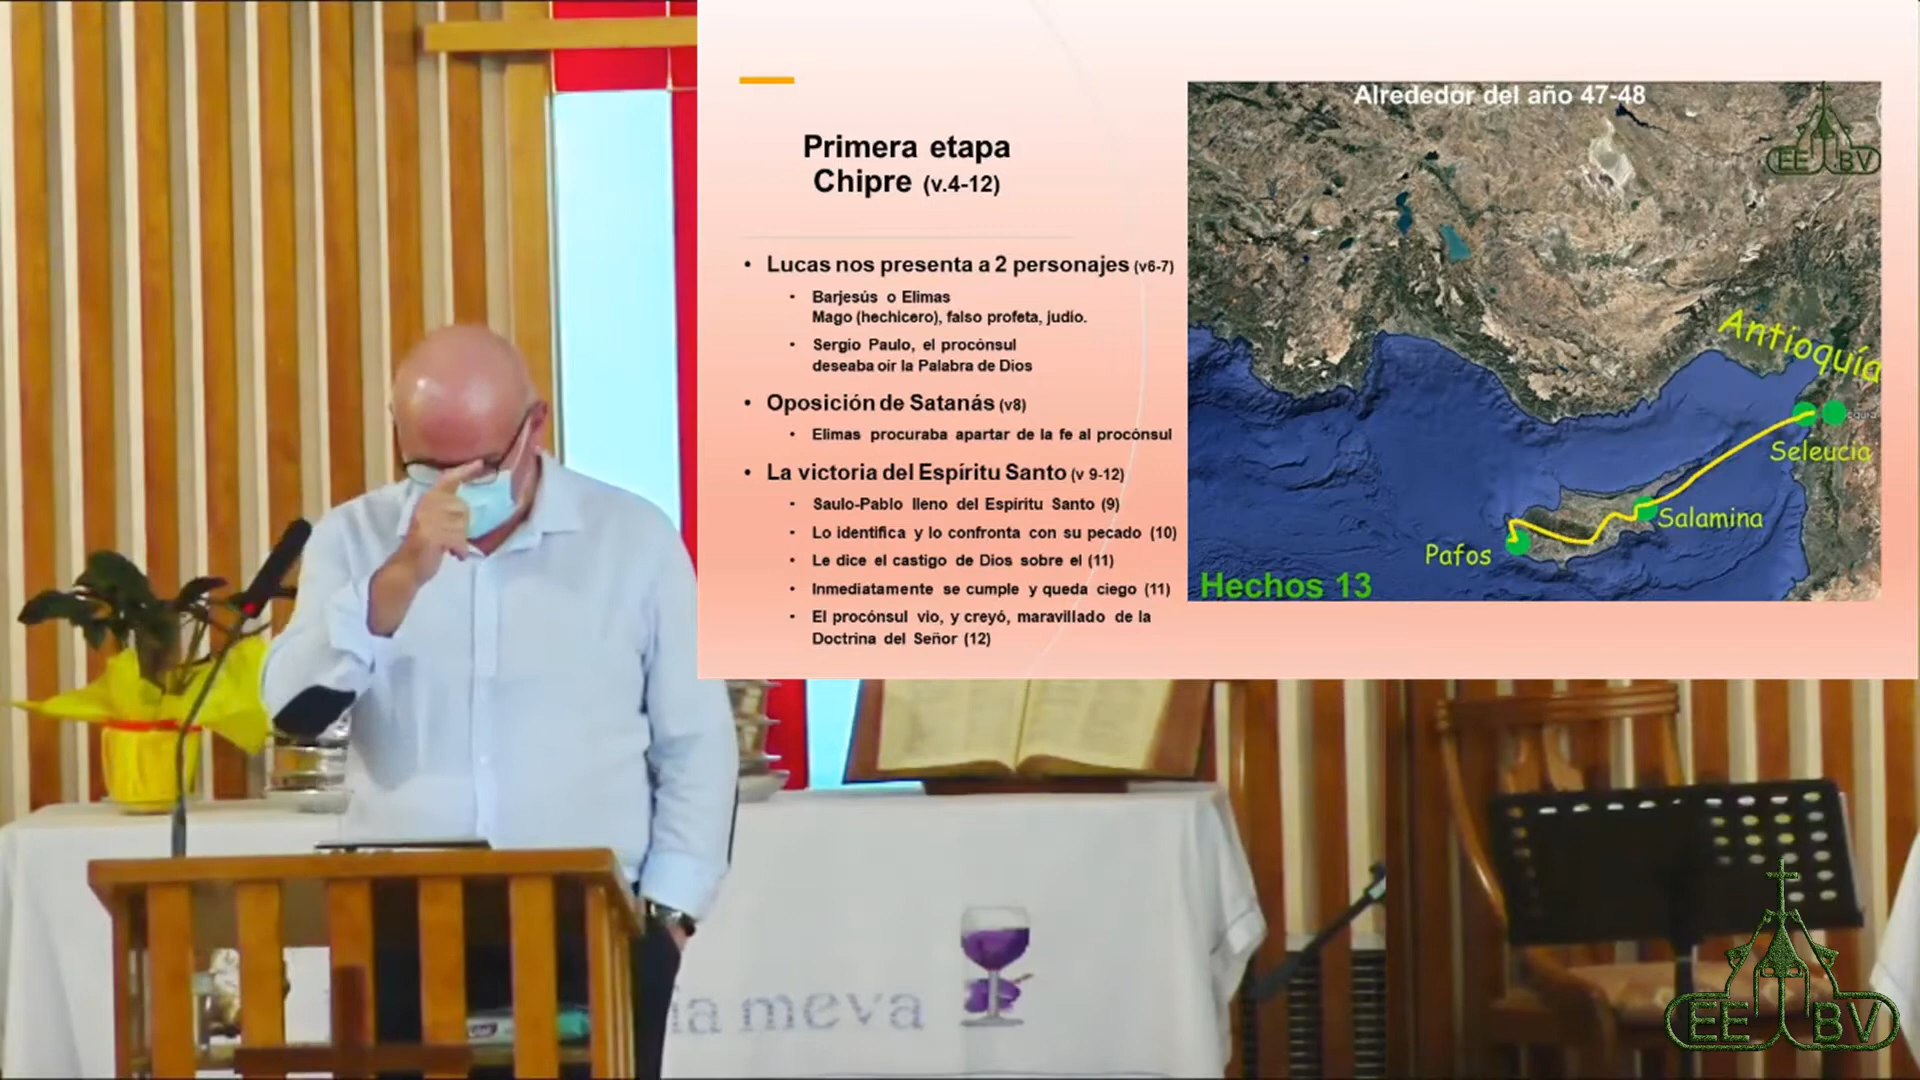 Primera etapa
Chipre (v.4-12)
• Lucas nos presenta a 2 personajes (v6-7)
• Barjesús o Elimas
Mago (hechicero), falso profeta, judío.
• Sergio Paulo, el procónsul
deseaba oír la Palabra de Dios
• Oposición de Satanás (v8)
• Elimas procuraba apartar de la fe al procónsul
• La victoria del Espíritu Santo (v 9-12)
• Saulo-Pablo lleno del Espíritu Santo (9)
• Lo identifica y lo confronta con su pecado (10)
• Le dice el castigo de Dios sobre el (11)
• Inmediatamente se cumple y queda ciego (11)
• El procónsul vio, y creyó, maravillado de la
Doctrina del Señor (12)
Alrededor del año 47-48
EE BV
Antioquía
Seleucia
Salamina
Pafos
Hechos 13
ia meva
EE BV